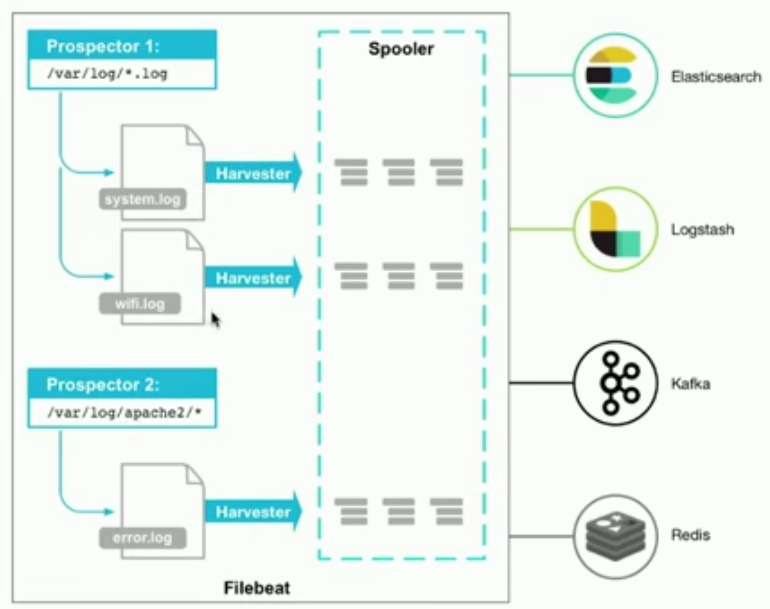 Prospector 1:
/var/log/*.log
Spooler
system.log
Harvester
wifi.log
Harvester
Prospector 2:
/var/log/apache2/*
error.log
Harvester
Filebeat
Elasticsearch
Logstash
Kafka
Redis